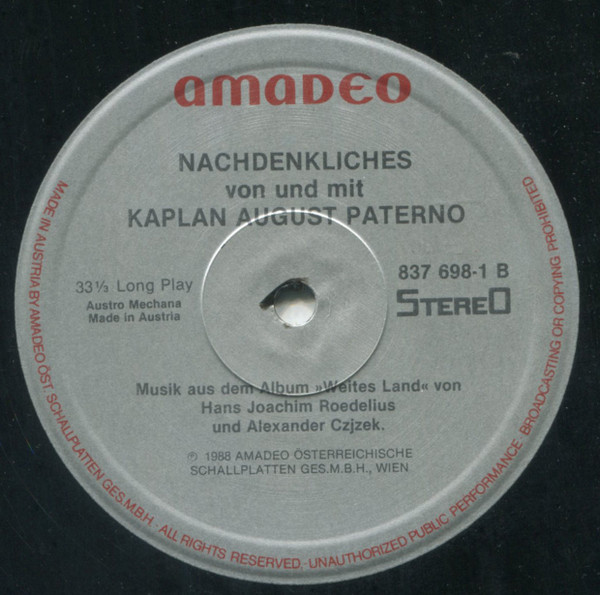 amadeo
NACHDENKLICHES
von und mit
KAPLAN AUGUST PATERNO
33⅓ Long Play
Austro Mechana
Made in Austria
837 698-1 B
STEREO
Musik aus dem Album »Weites Land« von
Hans Joachim Roedelius
und Alexander Czjzek.
℗ 1988 AMADEO ÖSTERREICHISCHE
SCHALLPLATTEN GES.M.B.H., WIEN
MADE IN AUSTRIA BY AMADEO ÖST. SCHALLPLATTEN GES.M.B.H · ALL RIGHTS RESERVED · UNAUTHORIZED PUBLIC PERFORMANCE BROADCASTING OR COPYING PROHIBITED